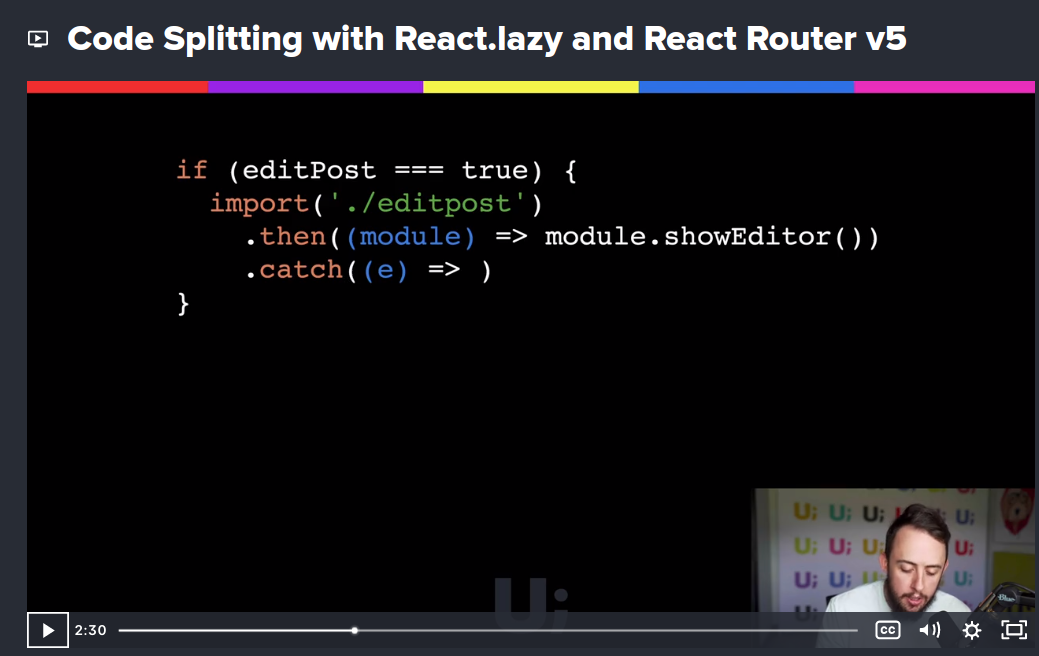 Code Splitting with React.lazy and React Router v5
if (editPost === true) {
import('./editpost')
.then((module) => module.showEditor())
.catch((e) => )
}
U; U; U; U;
U; U; U; U;
U; U; U; U;
U;
Blue
U;
2:30
CC